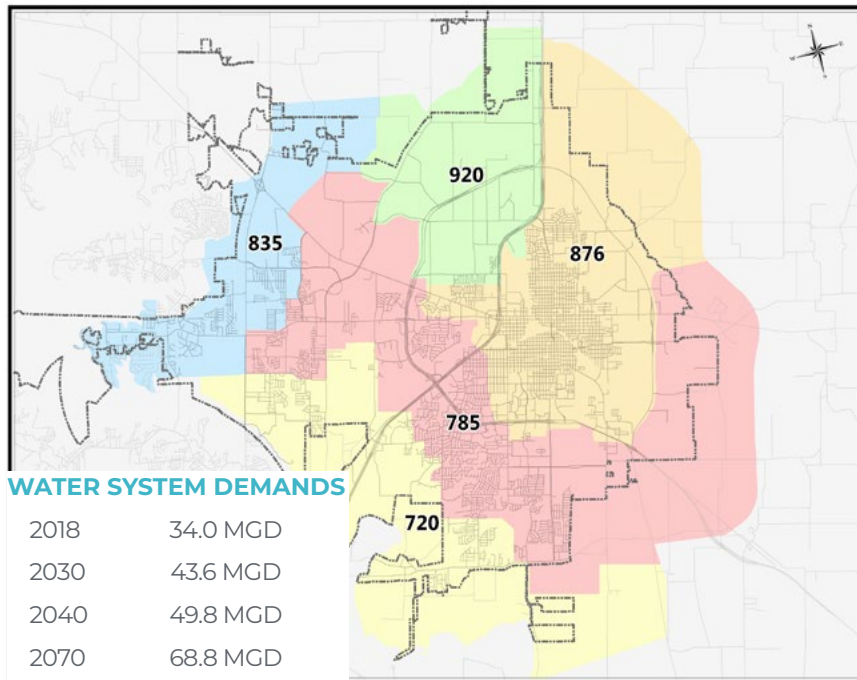 920
835
876
785
720
WATER SYSTEM DEMANDS
2018 34.0 MGD
2030 43.6 MGD
2040 49.8 MGD
2070 68.8 MGD